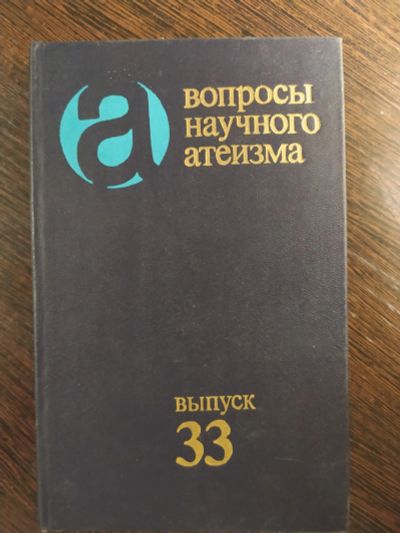 а
вопросы
научного
атеизма
выпуск
33